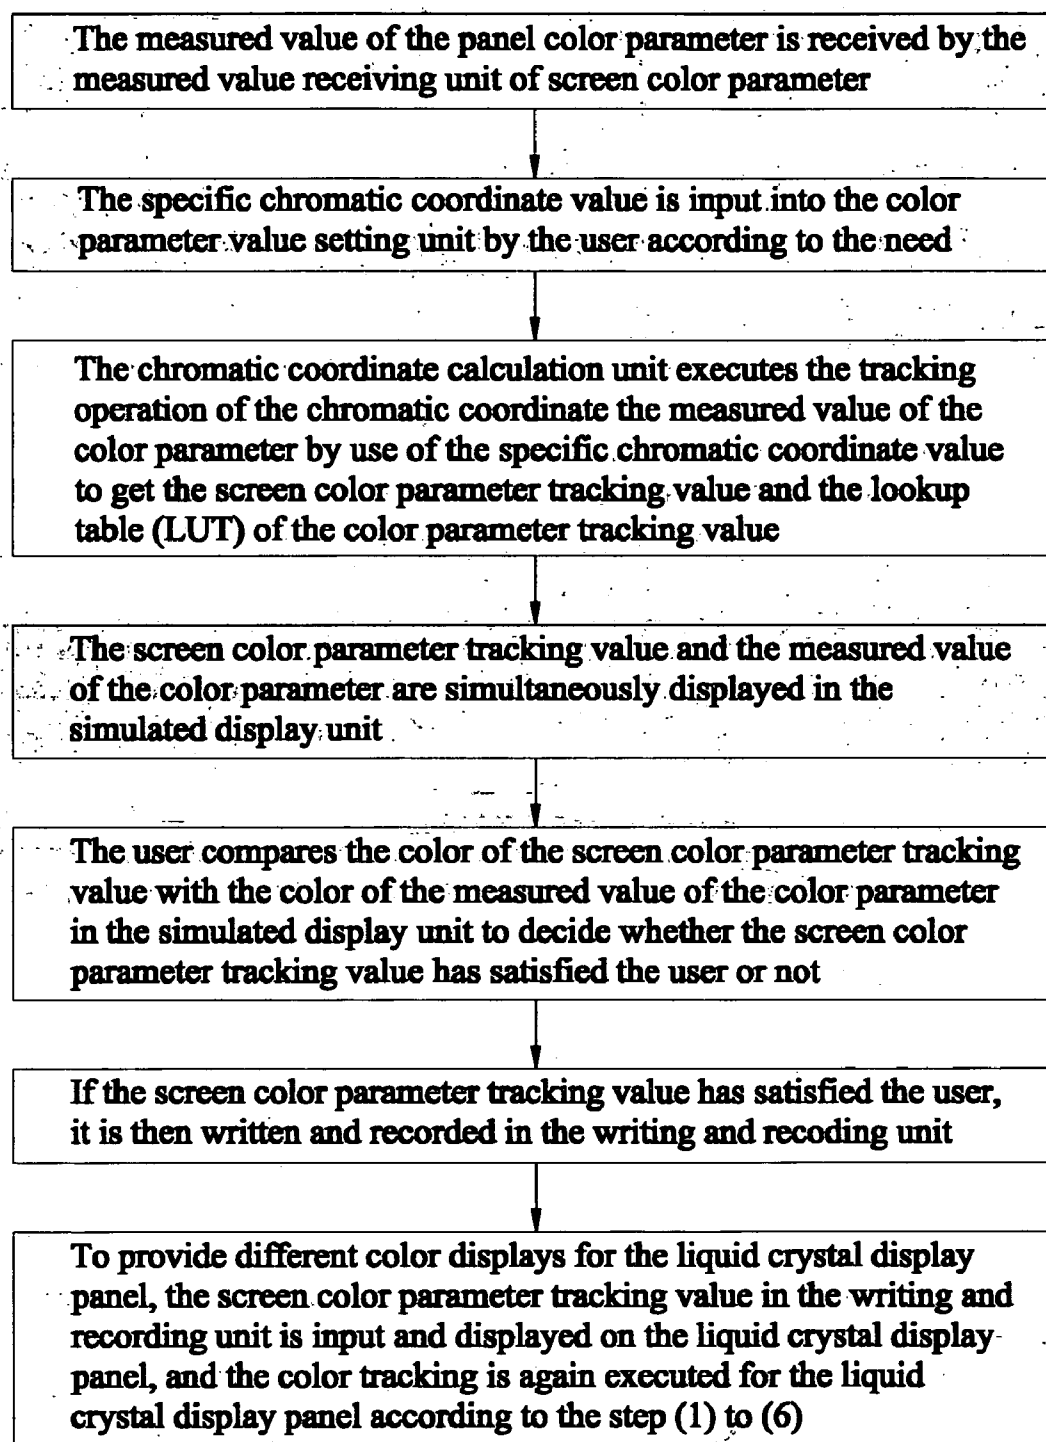 The measured value of the panel color parameter is received by the
measured value receiving unit of screen color parameter
The specific chromatic coordinate value is input into the color
parameter value setting unit by the user according to the need
The chromatic coordinate calculation unit executes the tracking
operation of the chromatic coordinate the measured value of the
color parameter by use of the specific chromatic coordinate value
to get the screen color parameter tracking value and the lookup
table (LUT) of the color parameter tracking value
The screen color parameter tracking value and the measured value
of the color parameter are simultaneously displayed in the
simulated display unit
The user compares the color of the screen color parameter tracking
value with the color of the measured value of the color parameter
in the simulated display unit to decide whether the screen color
parameter tracking value has satisfied the user or not
If the screen color parameter tracking value has satisfied the user,
it is then written and recorded in the writing and recoding unit
To provide different color displays for the liquid crystal display
panel, the screen color parameter tracking value in the writing and
recording unit is input and displayed on the liquid crystal display
panel, and the color tracking is again executed for the liquid
crystal display panel according to the step (1) to (6)